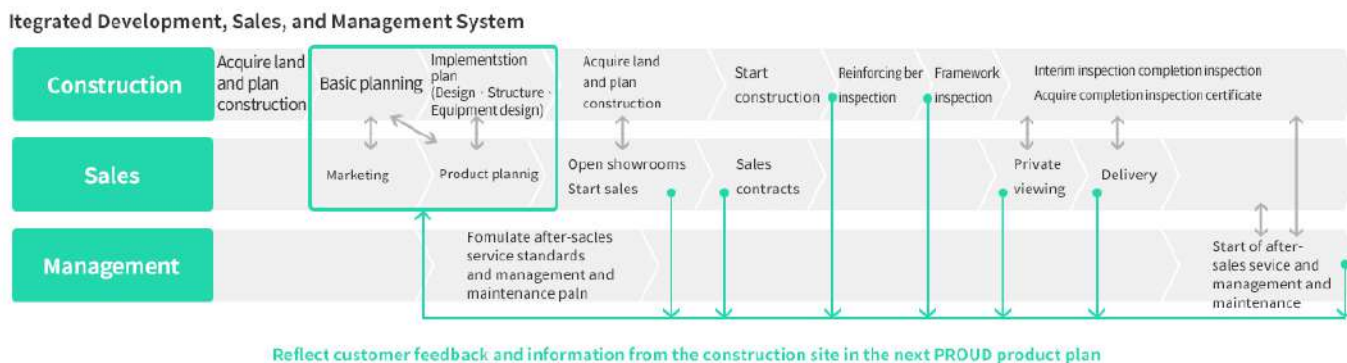 Itegrated Development, Sales, and Management System
Construction
Acquire land
and plan
construction
Basic planning
Implementstion
plan
(Design · Structure ·
Equipment design)
Acquire land
and plan
construction
Start
construction
Reinforcing ber
inspection
Framework
inspection
Interim inspection completion inspection
Acquire completion inspection certificate
Sales
Marketing
Product plannig
Open showrooms
Start sales
Sales
contracts
Private
viewing
Delivery
Management
Fomulate after-sacles
service standards
and management and
maintenance paln
Start of after-
sales sevice and
management and
maintenance
Reflect customer feedback and information from the construction site in the next PROUD product plan